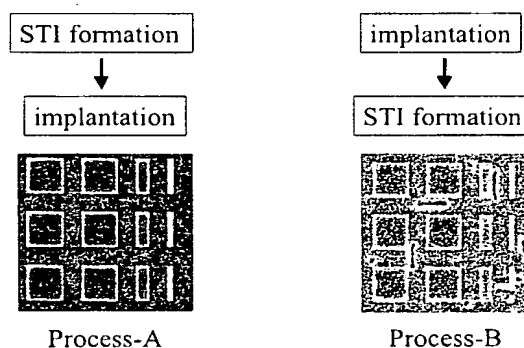 STI formation
implantation
Process-A
implantation
STI formation
Process-B